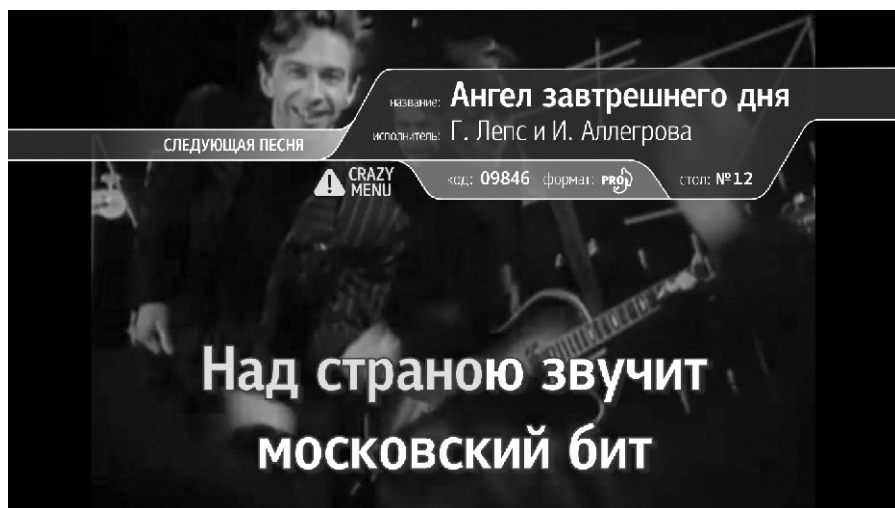 название: Ангел завтрешнего дня
исполнитель: Г. Лепс и И. Аллегрова
СЛЕДУЮЩАЯ ПЕСНЯ
CRAZY MENU
код: 09846 формат: PRO стол: №12
Над страною звучит
московский бит